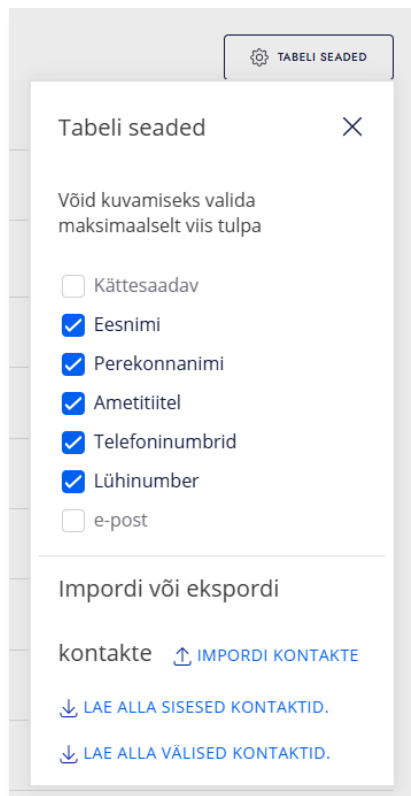 TABELI SEADED
Tabeli seaded
Võid kuvamiseks valida
maksimaalselt viis tulpa
Kättesaadav
Eesnimi
Perekonnanimi
Ametitiitel
Telefoninumbrid
Lühinumber
e-post
Impordi või ekspordi
kontakte IMPORDI KONTAKTE
LAE ALLA SISESED KONTAKTID.
LAE ALLA VÄLISED KONTAKTID.